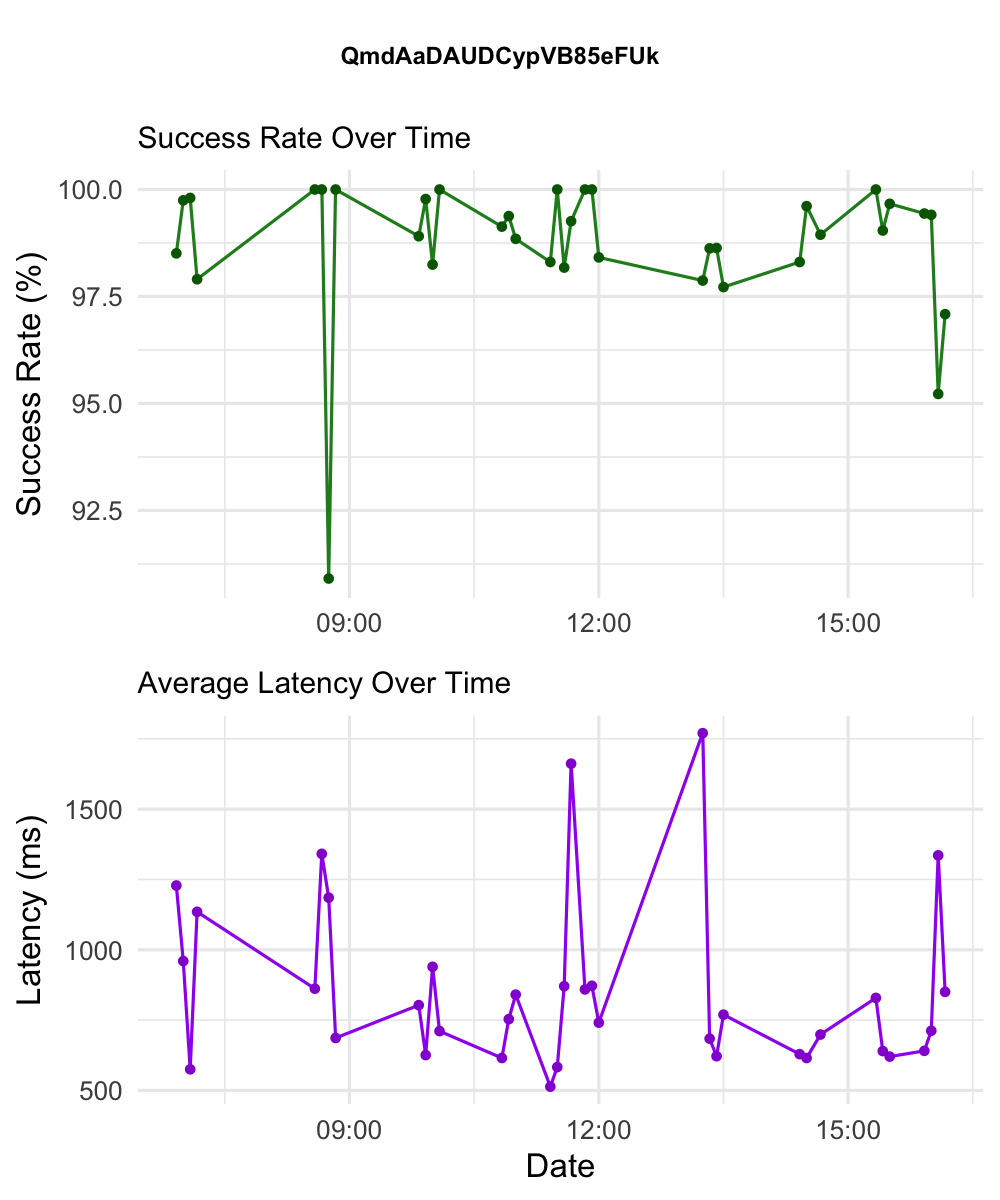 QmdAaDAUDCypVB85eFUk
Success Rate Over Time
Success Rate (%)
100.0
97.5
95.0
92.5
09:00 12:00 15:00
Average Latency Over Time
Latency (ms)
1500
1000
500
09:00 12:00 15:00
Date